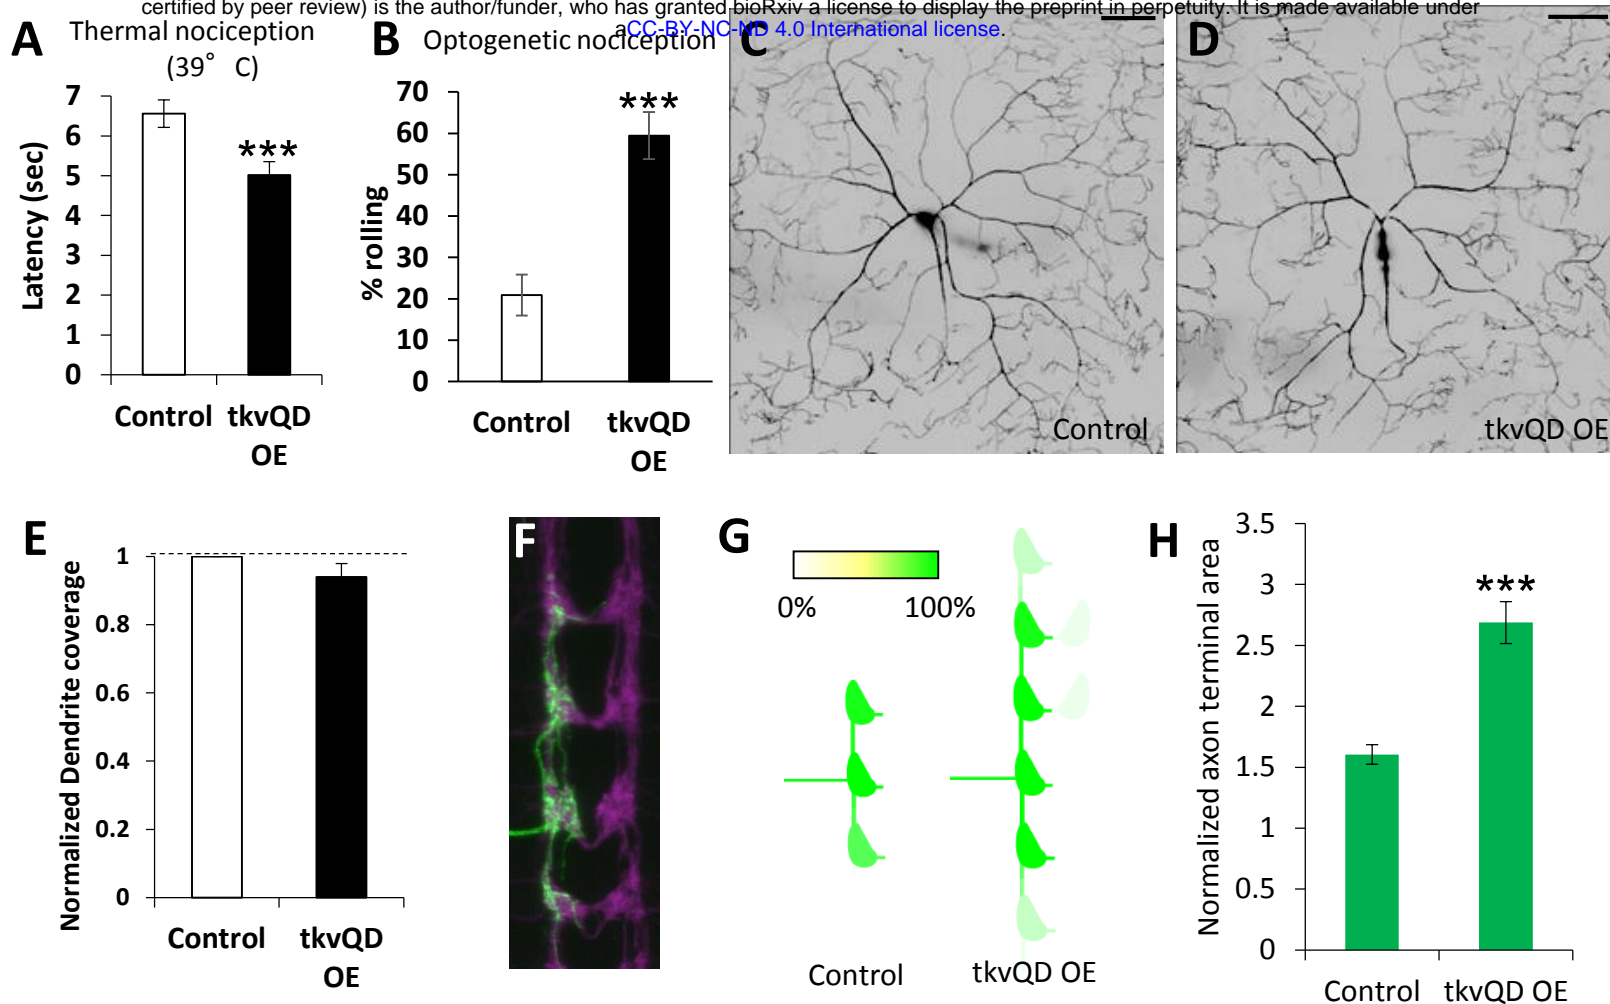 certified by peer review) is the author/funder, who has granted bioRxiv a license to display the preprint in perpetuity. It is made available under
aCC-BY-NC-ND 4.0 International license.
A
Thermal nociception
(39° C)
7
6
5
4
3
2
1
0
Latency (sec)
***
Control
tkvQD
OE
B
Optogenetic nociception
70
60
50
40
30
20
10
0
% rolling
***
Control
tkvQD
OE
C
Control
D
tkvQD OE
E
1
0.8
0.6
0.4
0.2
0
Normalized Dendrite coverage
Control
tkvQD
OE
F
G
0%
100%
Control
tkvQD OE
H
3.5
3
2.5
2
1.5
1
0.5
0
Normalized axon terminal area
***
Control
tkvQD OE